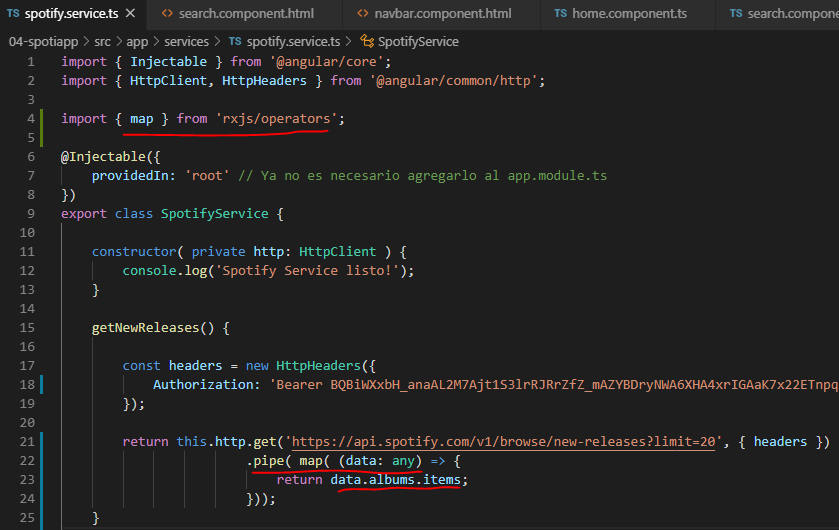 TS spotify.service.ts × <> search.component.html <> navbar.component.html TS home.component.ts TS search.compone
04-spotiapp > src > app > services > TS spotify.service.ts > SpotifyService
1 import { Injectable } from '@angular/core';
2 import { HttpClient, HttpHeaders } from '@angular/common/http';
3
4 import { map } from 'rxjs/operators';
5
6 @Injectable({
7 providedIn: 'root' // Ya no es necesario agregarlo al app.module.ts
8 })
9 export class SpotifyService {
10
11 constructor( private http: HttpClient ) {
12 console.log('Spotify Service listo!');
13 }
14
15 getNewReleases() {
16
17 const headers = new HttpHeaders({
18 Authorization: 'Bearer BQBiWXxbH_anaAL2M7Ajt1S3lrRJRrZfZ_mAZYBDryNWA6XHA4xrIGAaK7x22ETnpq
19 });
20
21 return this.http.get('https://api.spotify.com/v1/browse/new-releases?limit=20', { headers })
22 .pipe( map( (data: any) => {
23 return data.albums.items;
24 }));
25 }